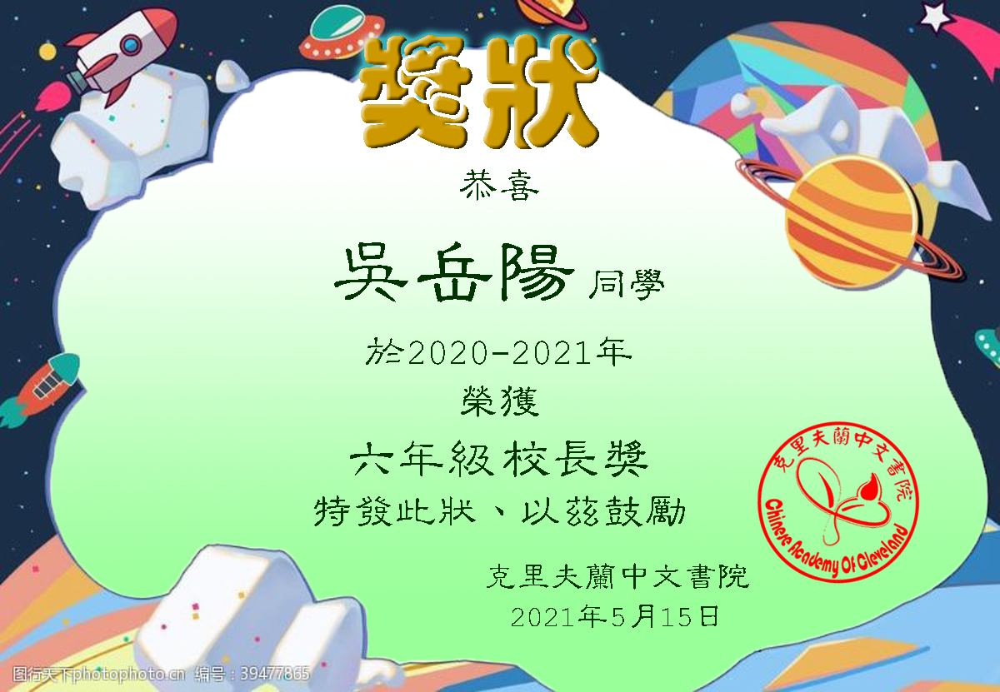 獎狀
恭喜
吳岳陽 同學
於2020-2021年
榮獲
六年級校長獎
特發此狀、以茲鼓勵
克里夫蘭中文書院
Chinese Academy Of Cleveland
克里夫蘭中文書院
2021年5月15日
图行天下photophoto.cn 编号:39477865